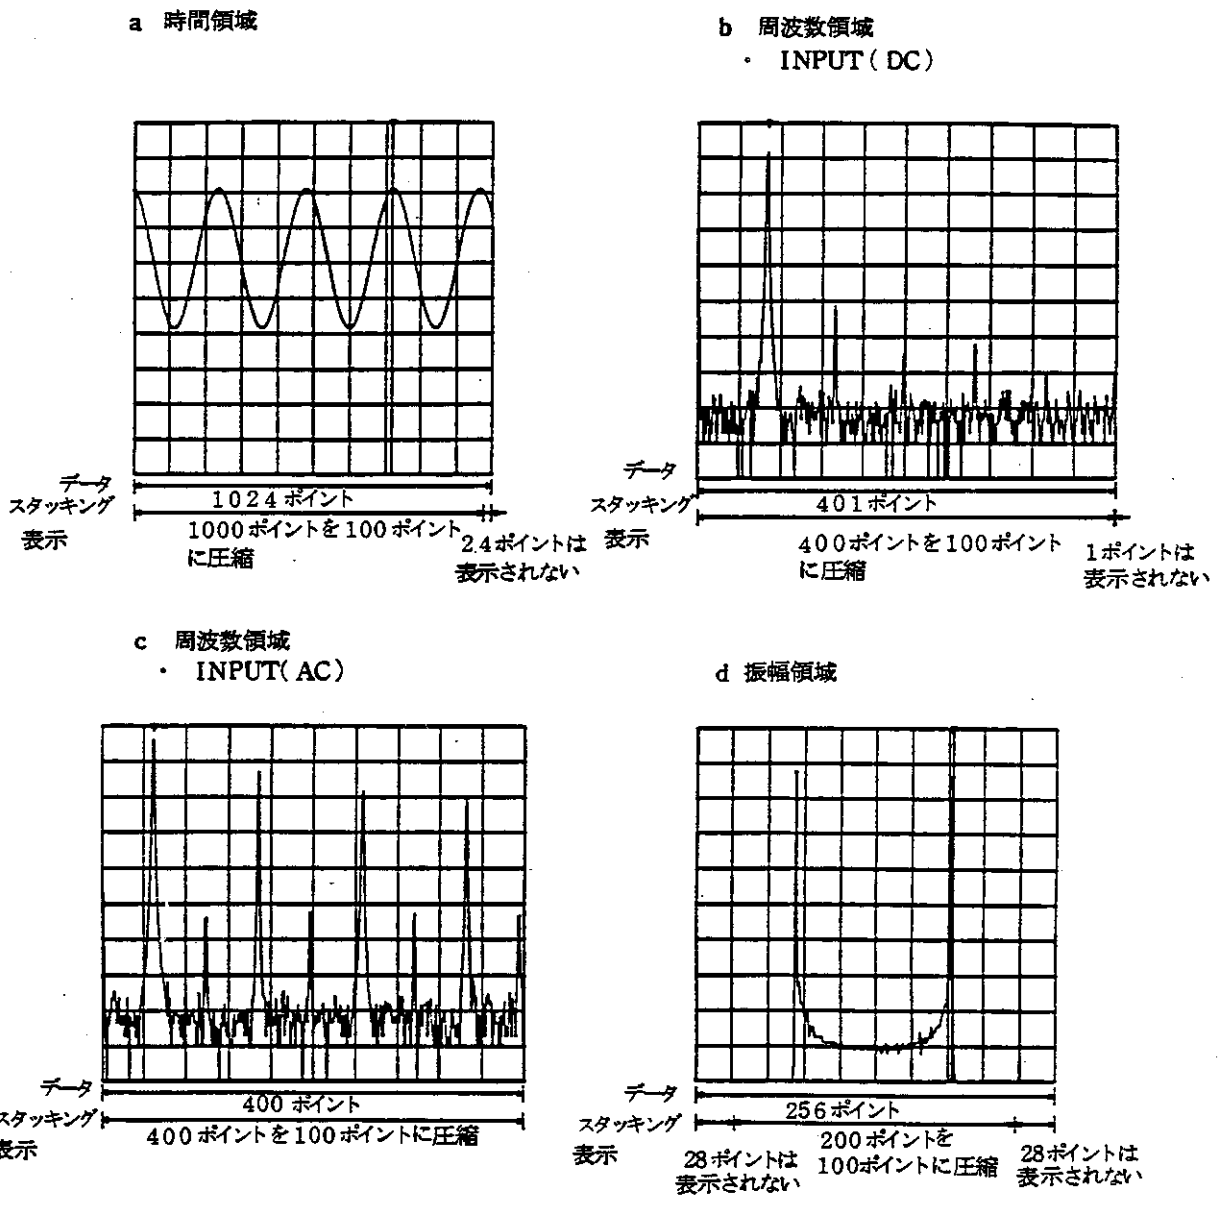 a 時間領域
データ
1024ポイント
スタッキング
表示
1000ポイントを100ポイント
に圧縮
2.4ポイントは
表示されない
b 周波数領域
・ INPUT(DC)
データ
401ポイント
スタッキング
表示
400ポイントを100ポイント
に圧縮
1ポイントは
表示されない
c 周波数領域
・ INPUT(AC)
データ
400ポイント
スタッキング
表示
400ポイントを100ポイントに圧縮
d 振幅領域
データ
256ポイント
スタッキング
表示
28ポイントは
表示されない
200ポイントを
100ポイントに圧縮
28ポイントは
表示されない